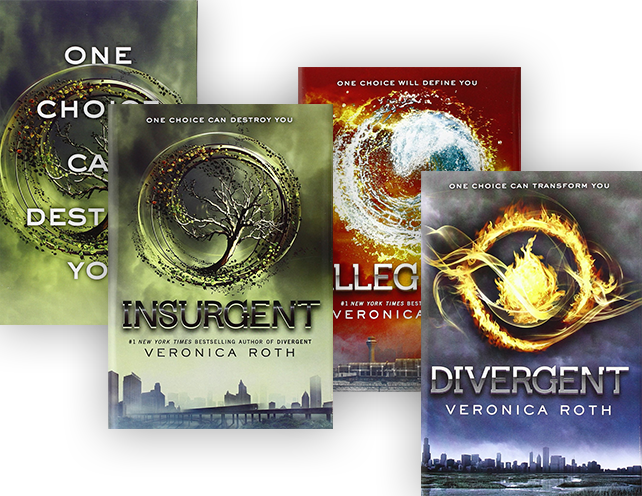 ONE
CHOICE
CA
DEST
YO
ONE CHOICE CAN DESTROY YOU
INSURGENT
#1 NEW YORK TIMES BESTSELLING AUTHOR OF DIVERGENT
VERONICA ROTH
ONE CHOICE WILL DEFINE YOU
LLEG
#1 NEW YORK TIMES BES
VERONICA
ONE CHOICE CAN TRANSFORM YOU
DIVERGENT
VERONICA ROTH